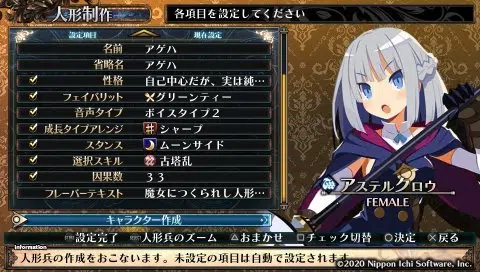 人形制作 各項目を設定してください
設定項目 現在設定
名前 アゲハ
省略名 アゲハ
性格 自己中心だが、実は純…
フェイバリット グリーンティー
音声タイプ ボイスタイプ2
成長タイプアレンジ シャープ
スタンス ムーンサイド
選択スキル 古塔乱
因果数 33
フレーバーテキスト 魔女につくられし人形…
キャラクター作成
アステルクロウ
FEMALE
設定完了 人形兵のズーム △おまかせ □チェック切替 ○決定 ×戻る
Information
人形兵の作成をおこないます。未設定の項目は自動で設定されます。
©2020 Nippon Ichi Software, Inc.